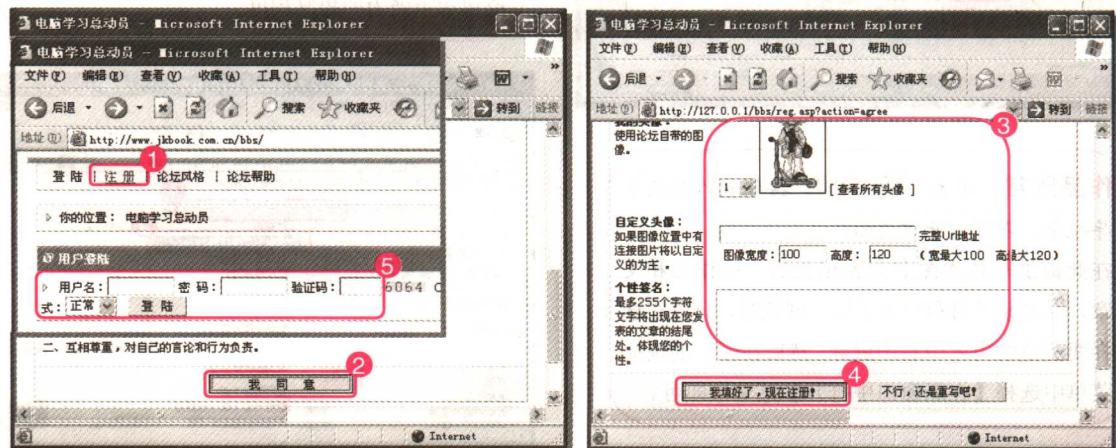 电脑学习总动员 - Microsoft Internet Explorer
电脑学习总动员 - Microsoft Internet Explorer
文件(F) 编辑(E) 查看(V) 收藏(A) 工具(T) 帮助(H)
后退 搜索 收藏夹 转到 链接
地址(D) http://www.jkbook.com.cn/bbs/
1
登 陆 | 注 册 | 论坛风格 | 论坛帮助
你的位置: 电脑学习总动员
用户登陆
5
用户名: 密 码: 验证码: 6064
式: 正常 登 陆
二、互相尊重,对自己的言论和行为负责。
2
我 同 意
Internet
电脑学习总动员 - Microsoft Internet Explorer
文件(F) 编辑(E) 查看(V) 收藏(A) 工具(T) 帮助(H)
后退 搜索 收藏夹
地址(D) http://127.0.0.1/bbs/reg.asp?action=agree 转到 链接
3
我的头像:
使用论坛自带的图
像。
1 [ 查看所有头像 ]
自定义头像:
如果图像位置中有
连接图片将以自定
义的为主 。
完整Url地址
图像宽度: 100 高度: 120 (宽最大100 高最大120)
个性签名:
最多255个字符
文字将出现在您发
表的文章的结尾
处。体现您的个
性。
4
我填好了,现在注册! 不行,还是重写吧!
Internet